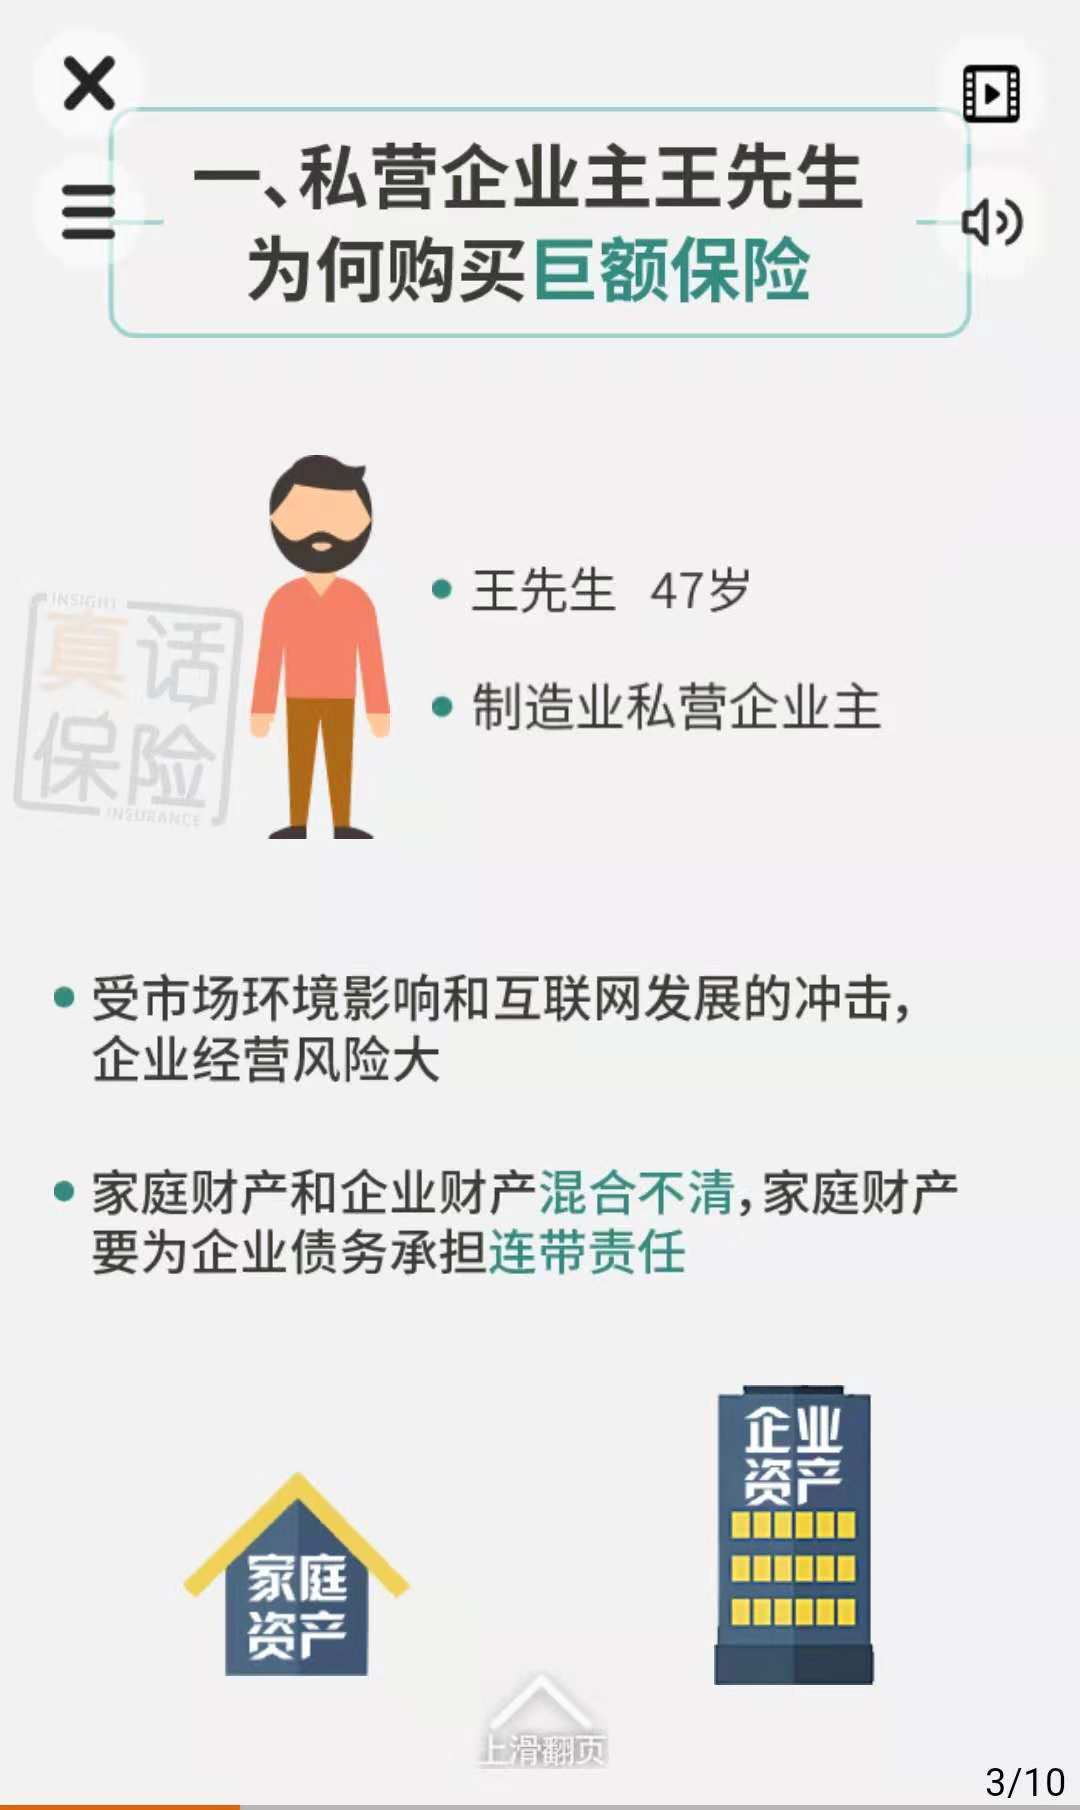 一、私营企业主王先生
为何购买巨额保险
王先生 47岁
制造业私营企业主
INSIGHT
真话
保险
INSURANCE
受市场环境影响和互联网发展的冲击，
企业经营风险大
家庭财产和企业财产混合不清，家庭财产
要为企业债务承担连带责任
企业
资产
家庭
资产
上滑翻页
3/10